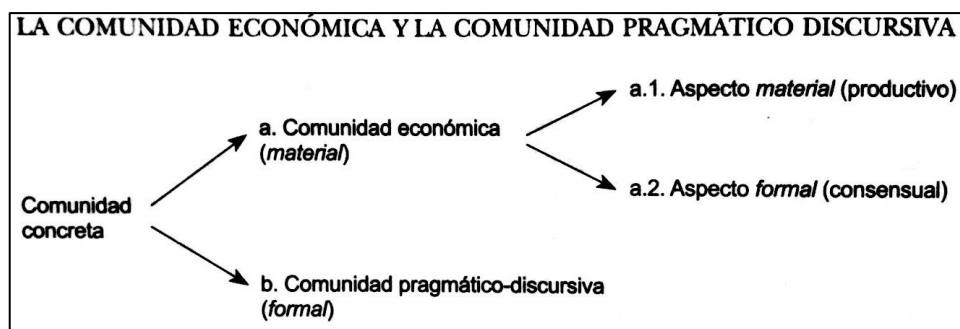 LA COMUNIDAD ECONÓMICA Y LA COMUNIDAD PRAGMÁTICO DISCURSIVA
a.1. Aspecto material (productivo)
a. Comunidad económica
(material)
a.2. Aspecto formal (consensual)
Comunidad
concreta
b. Comunidad pragmático-discursiva
(formal)